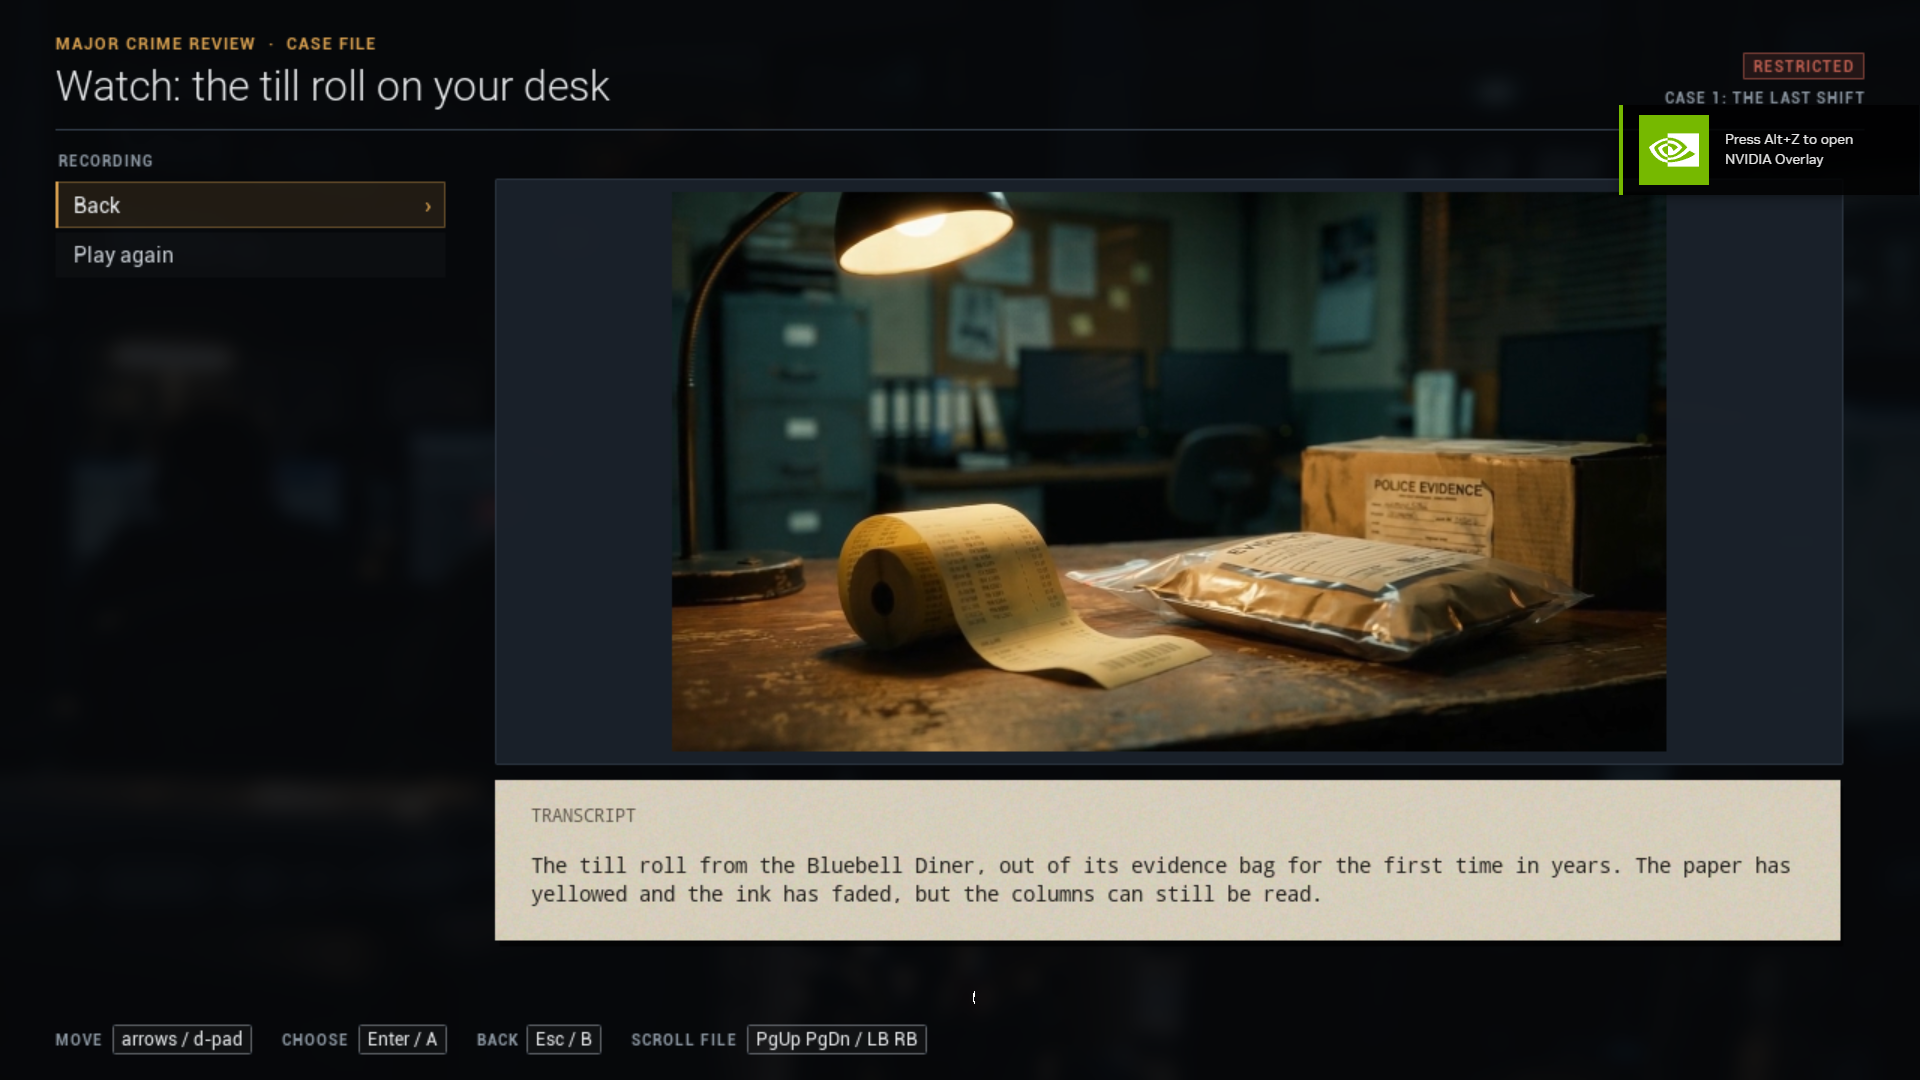 MAJOR CRIME REVIEW · CASE FILE
Watch: the till roll on your desk
RESTRICTED
CASE 1: THE LAST SHIFT
Press Alt+Z to open
NVIDIA Overlay
RECORDING
Back ›
Play again
POLICE EVIDENCE
TRANSCRIPT
The till roll from the Bluebell Diner, out of its evidence bag for the first time in years. The paper has
yellowed and the ink has faded, but the columns can still be read.
MOVE arrows / d-pad CHOOSE Enter / A BACK Esc / B SCROLL FILE PgUp PgDn / LB RB